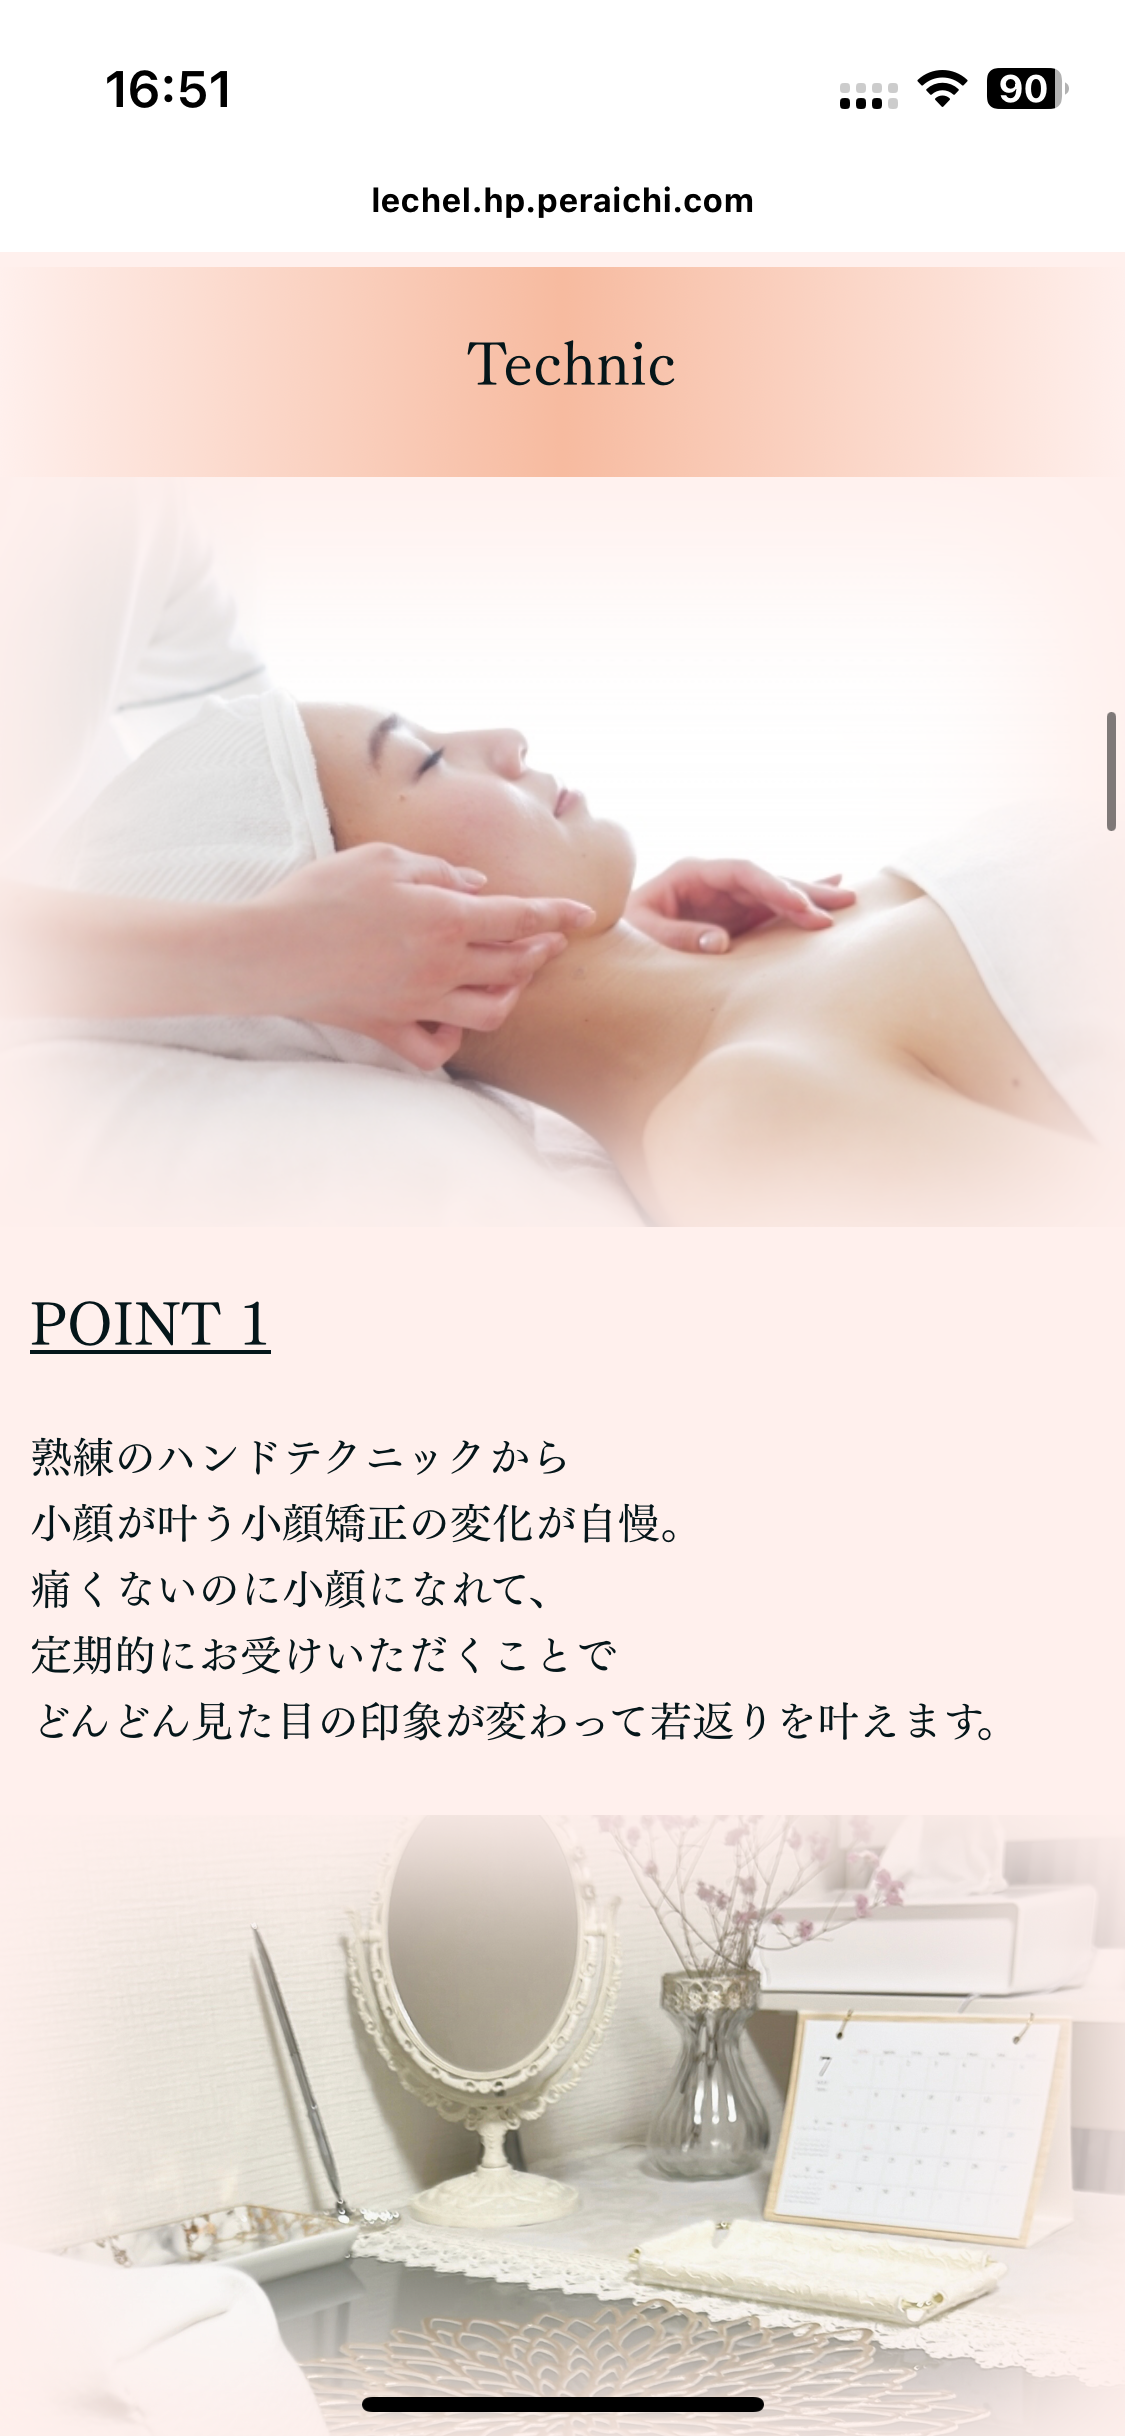 16:51
90
lechel.hp.peraichi.com
Technic
POINT 1
熟練のハンドテクニックから
小顔が叶う小顔矯正の変化が自慢。
痛くないのに小顔になれて、
定期的にお受けいただくことで
どんどん見た目の印象が変わって若返りを叶えます。
7